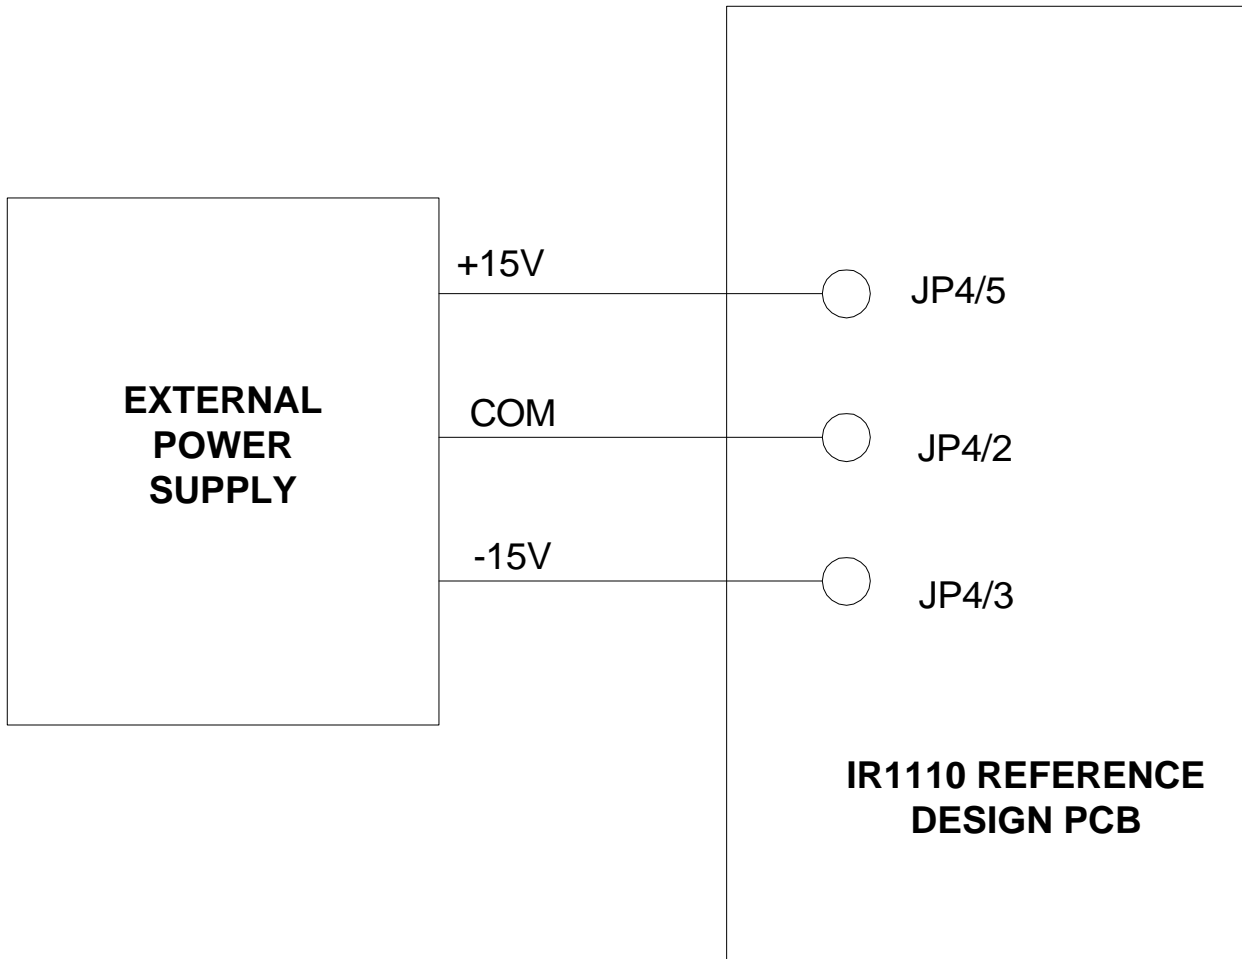 +15V
JP4/5
EXTERNAL
POWER
SUPPLY
COM
JP4/2
-15V
JP4/3
IR1110 REFERENCE
DESIGN PCB